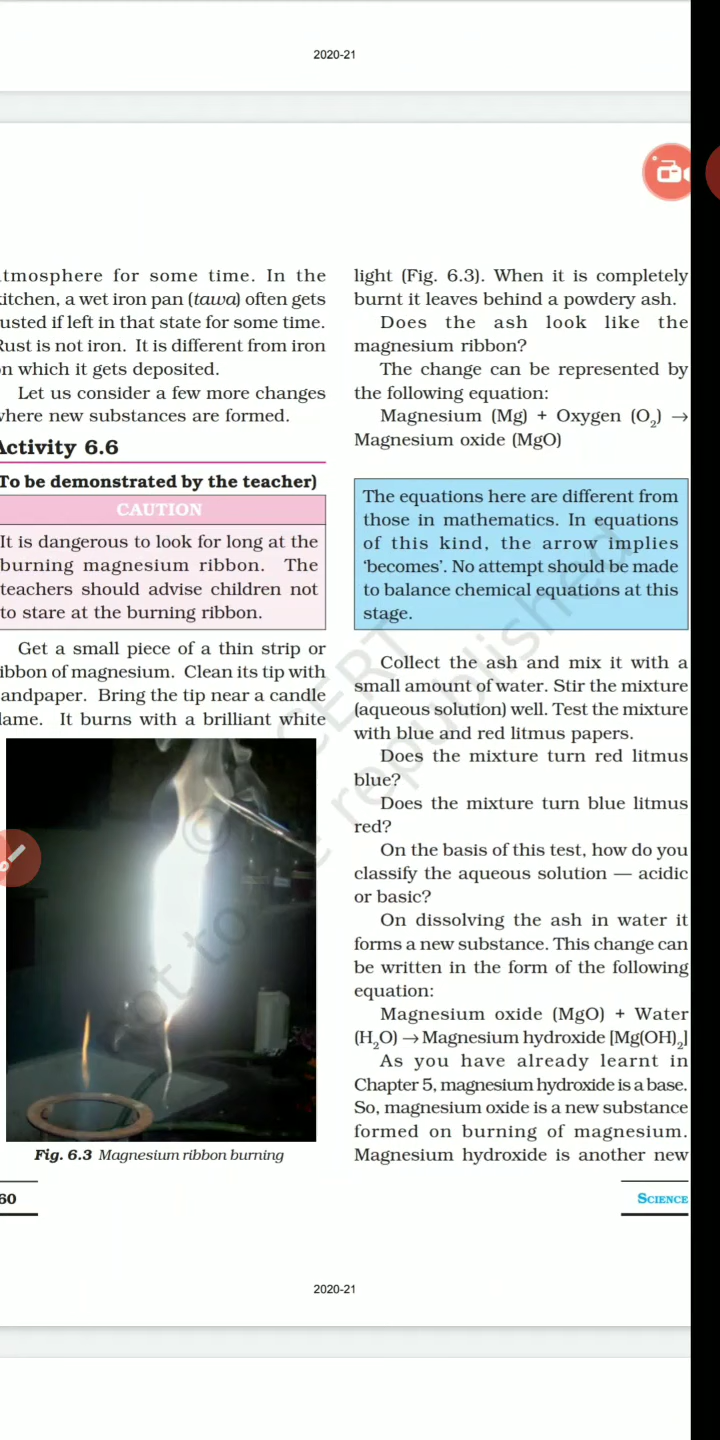 2020-21
tmosphere for some time. In the
itchen, a wet iron pan (tawa) often gets
usted if left in that state for some time.
Rust is not iron. It is different from iron
n which it gets deposited.
Let us consider a few more changes
where new substances are formed.
Activity 6.6
To be demonstrated by the teacher)
CAUTION
It is dangerous to look for long at the
burning magnesium ribbon. The
teachers should advise children not
to stare at the burning ribbon.
Get a small piece of a thin strip or
ibbon of magnesium. Clean its tip with
andpaper. Bring the tip near a candle
lame. It burns with a brilliant white
Fig. 6.3 Magnesium ribbon burning
light (Fig. 6.3). When it is completely
burnt it leaves behind a powdery ash.
Does the ash look like the
magnesium ribbon?
The change can be represented by
the following equation:
Magnesium (Mg) + Oxygen (O₂) →
Magnesium oxide (MgO)
The equations here are different from
those in mathematics. In equations
of this kind, the arrow implies
‘becomes’. No attempt should be made
to balance chemical equations at this
stage.
Collect the ash and mix it with a
small amount of water. Stir the mixture
(aqueous solution) well. Test the mixture
with blue and red litmus papers.
Does the mixture turn red litmus
blue?
Does the mixture turn blue litmus
red?
On the basis of this test, how do you
classify the aqueous solution — acidic
or basic?
On dissolving the ash in water it
forms a new substance. This change can
be written in the form of the following
equation:
Magnesium oxide (MgO) + Water
(H₂O) → Magnesium hydroxide [Mg(OH)₂]
As you have already learnt in
Chapter 5, magnesium hydroxide is a base.
So, magnesium oxide is a new substance
formed on burning of magnesium.
Magnesium hydroxide is another new
60
SCIENCE
2020-21